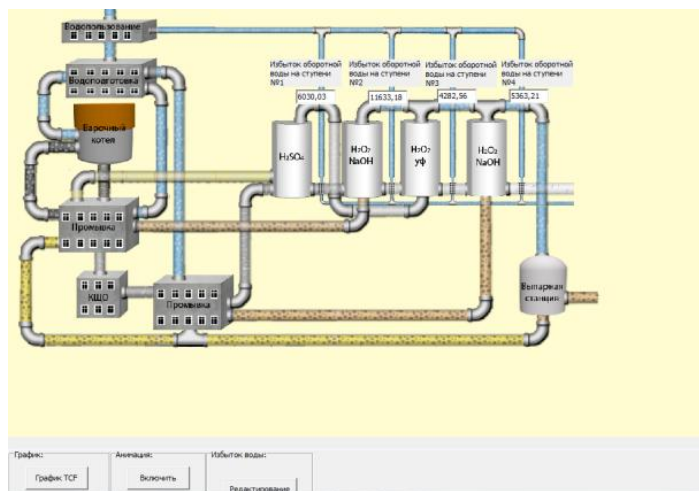 Водопользование
Избыток оборотной воды на ступени №1
Избыток оборотной воды на ступени №2
Избыток оборотной воды на ступени №3
Избыток оборотной воды на ступени №4
6030,03
11633,18
4282,56
5363,21
Водоподготовка
Варочный
котел
H₂SO₄
H₂O₂
NaOH
H₂O₂
уф
H₂O₂
NaOH
Промывка
КЩО
Промывка
Выпарная
станция
График:
Анимация:
Избыток воды:
График TCF
Включить
Редактирование